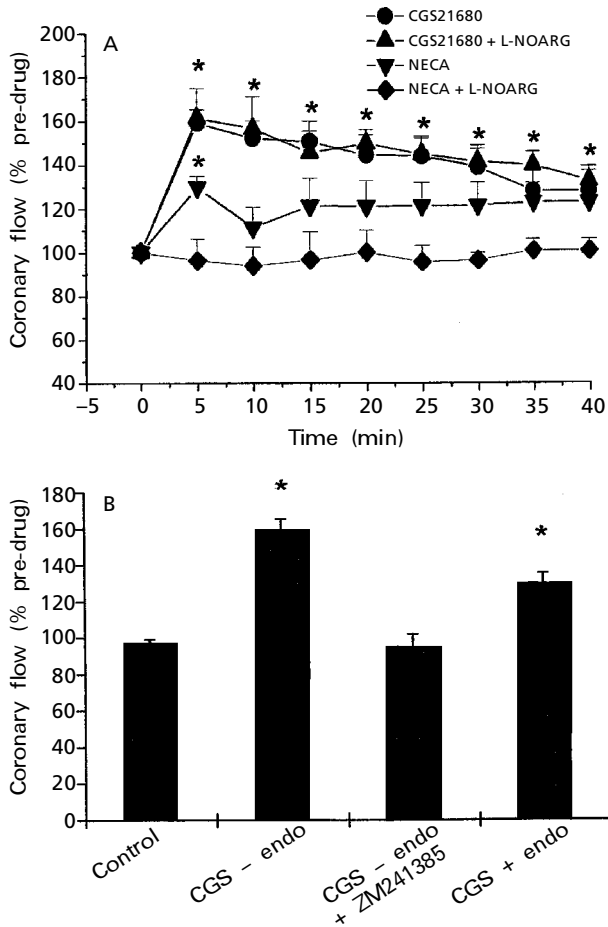 A
CGS21680
CGS21680 + L-NOARG
NECA
NECA + L-NOARG
Coronary flow (% pre-drug)
200
180
160
140
120
100
80
60
40
* * * * * * * *
*
−5 0 5 10 15 20 25 30 35 40
Time (min)
B
Coronary flow (% pre-drug)
180
160
140
120
100
80
60
40
20
0
*
*
Control
CGS – endo
CGS – endo
+ ZM241385
CGS + endo